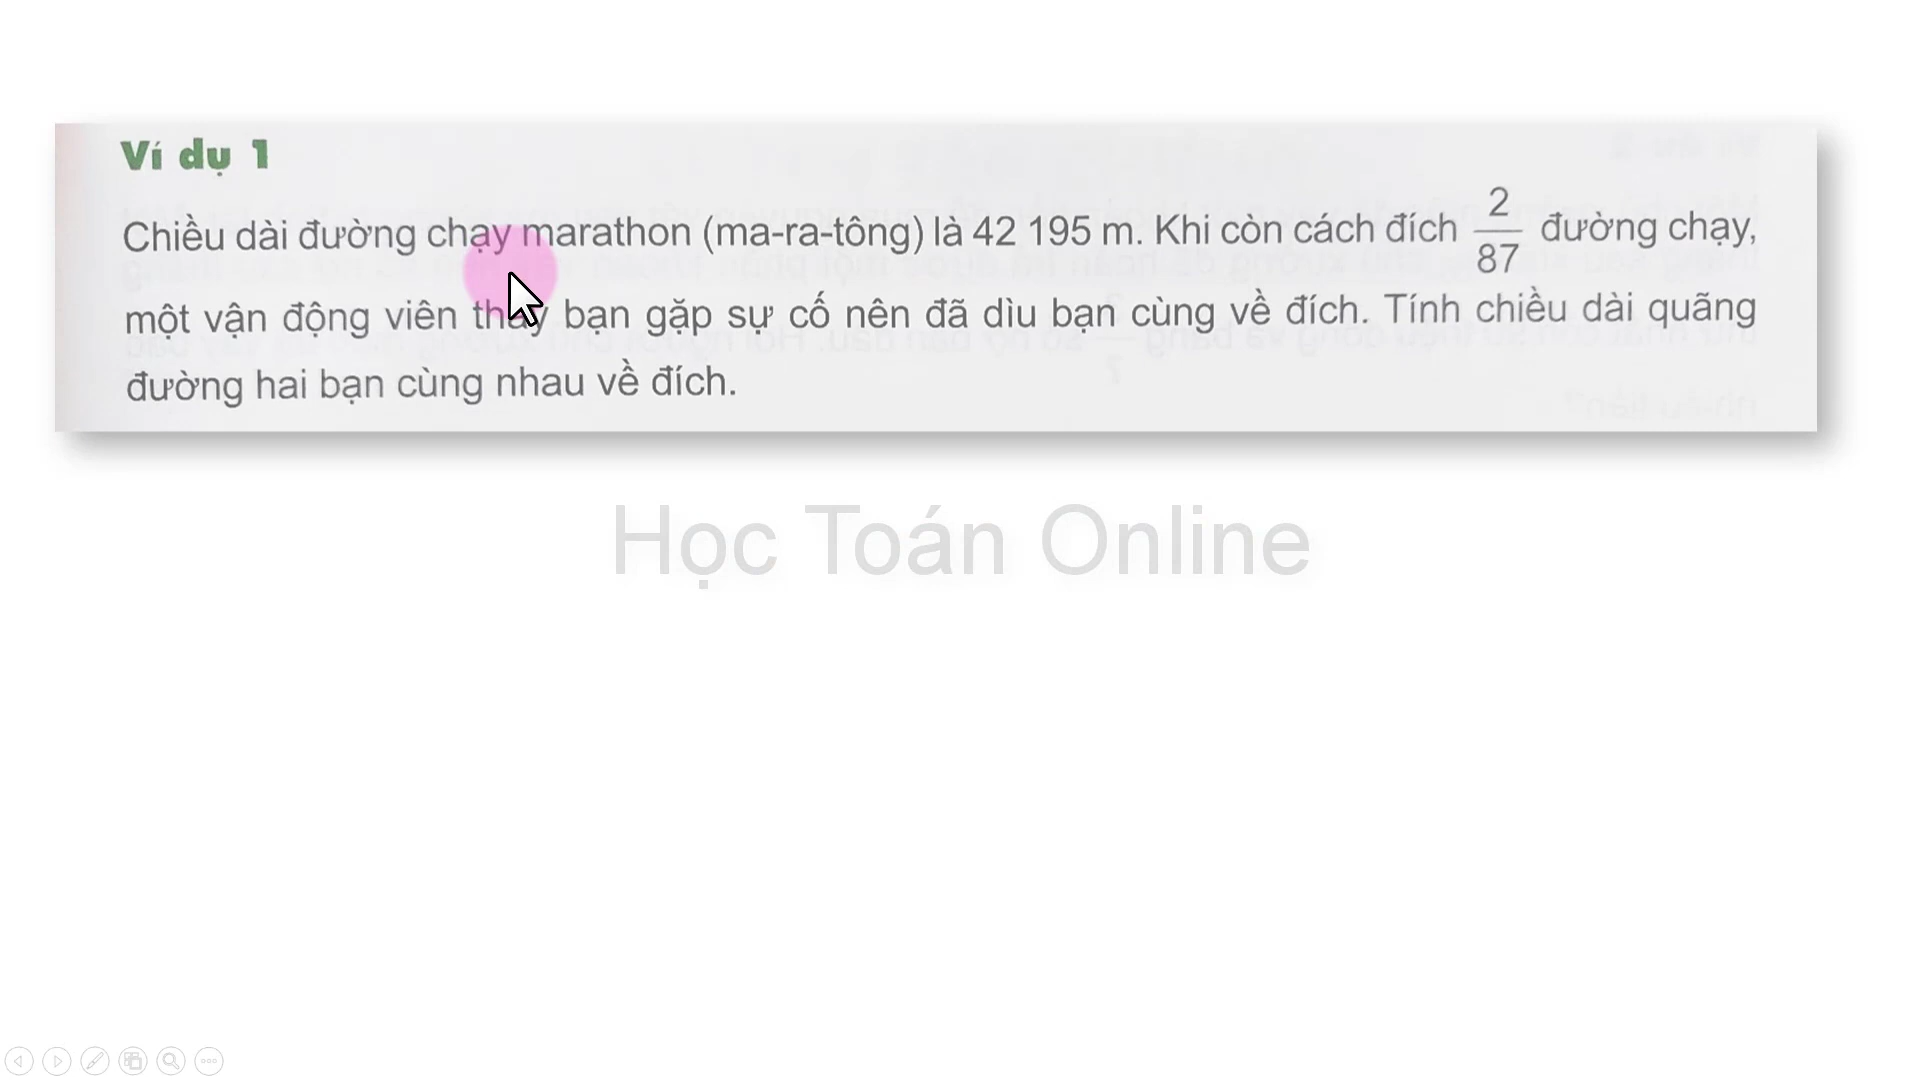 Ví dụ 1
Chiều dài đường chạy marathon (ma-ra-tông) là 42 195 m. Khi còn cách đích 2/87 đường chạy,
một vận động viên thấy bạn gặp sự cố nên đã dìu bạn cùng về đích. Tính chiều dài quãng
đường hai bạn cùng nhau về đích.
Học Toán Online